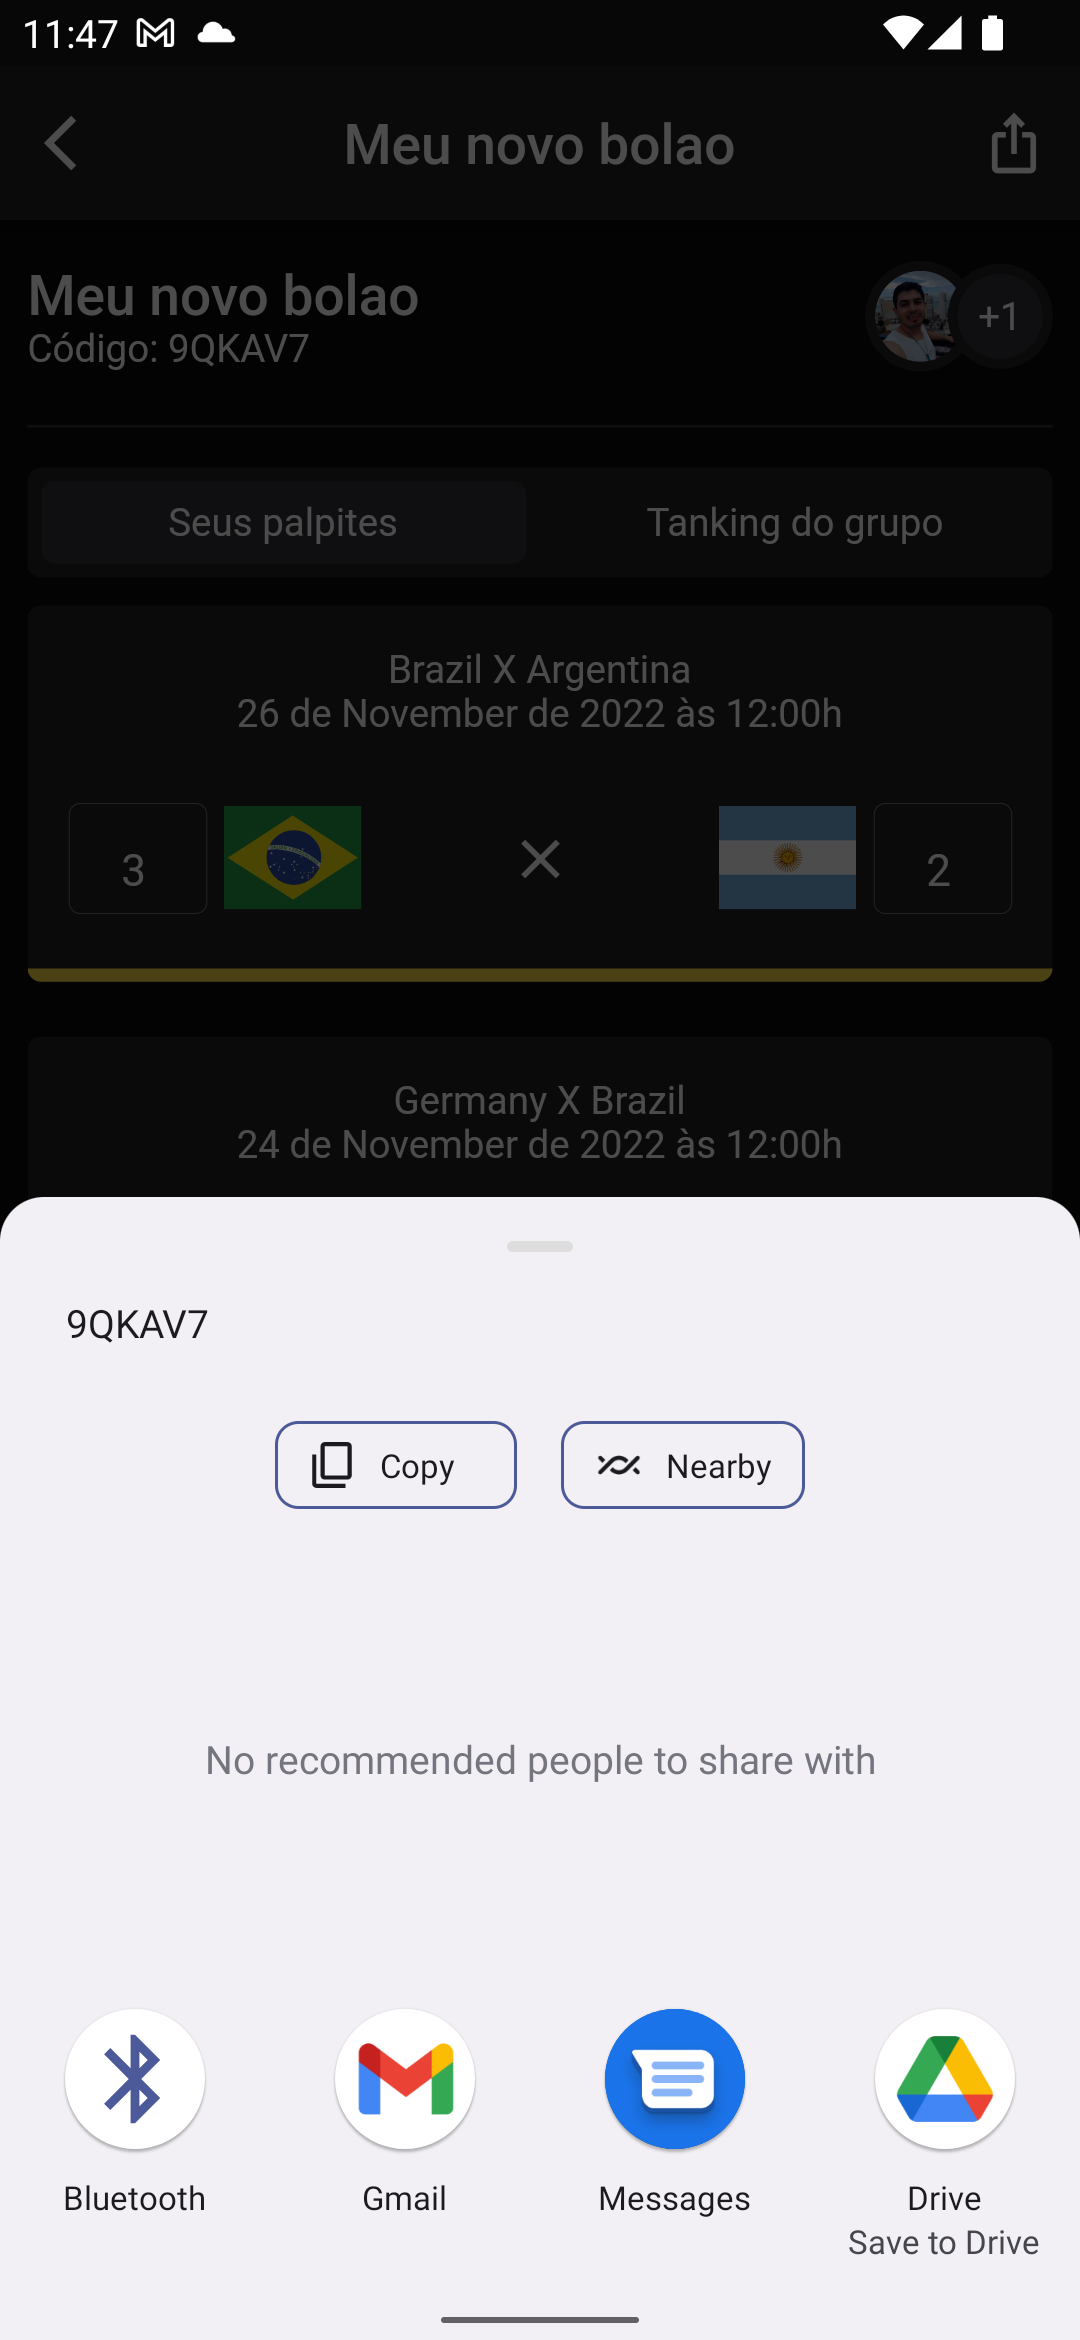 11:47
Meu novo bolao
Meu novo bolao
Código: 9QKAV7
+1
Seus palpites
Tanking do grupo
Brazil X Argentina
26 de November de 2022 às 12:00h
3
2
Germany X Brazil
24 de November de 2022 às 12:00h
9QKAV7
Copy
Nearby
No recommended people to share with
Bluetooth
Gmail
Messages
Drive
Save to Drive